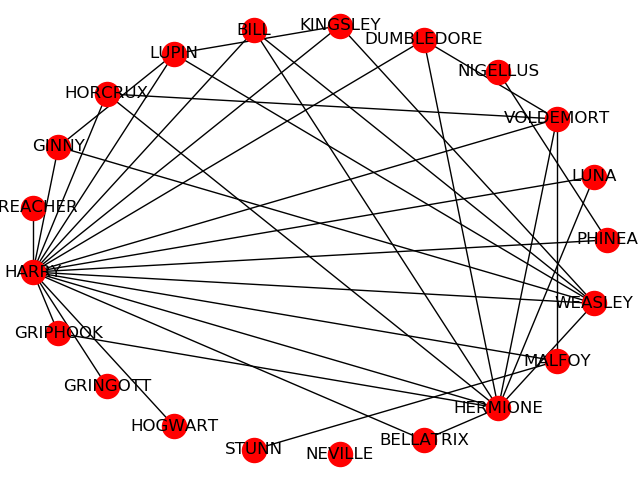 KINGSLEY
BILL
DUMBLEDORE
LUPIN
NIGELLUS
HORCRUX
VOLDEMORT
GINNY
LUNA
REACHER
PHINEA
HARRY
WEASLEY
GRIPHOOK
MALFOY
GRINGOTT
HERMIONE
HOGWART
BELLATRIX
STUNN
NEVILLE